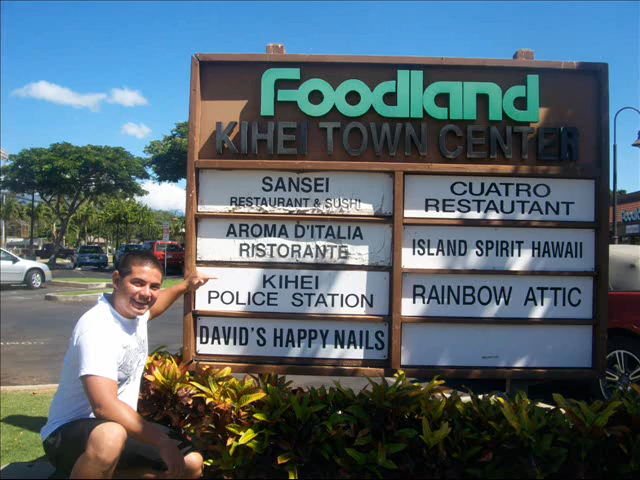 Foodland
KIHEI TOWN CENTER
SANSEI
RESTAURANT & SUSHI
AROMA D'ITALIA
RISTORANTE
KIHEI
POLICE STATION
DAVID'S HAPPY NAILS
CUATRO
RESTAUTANT
ISLAND SPIRIT HAWAII
RAINBOW ATTIC